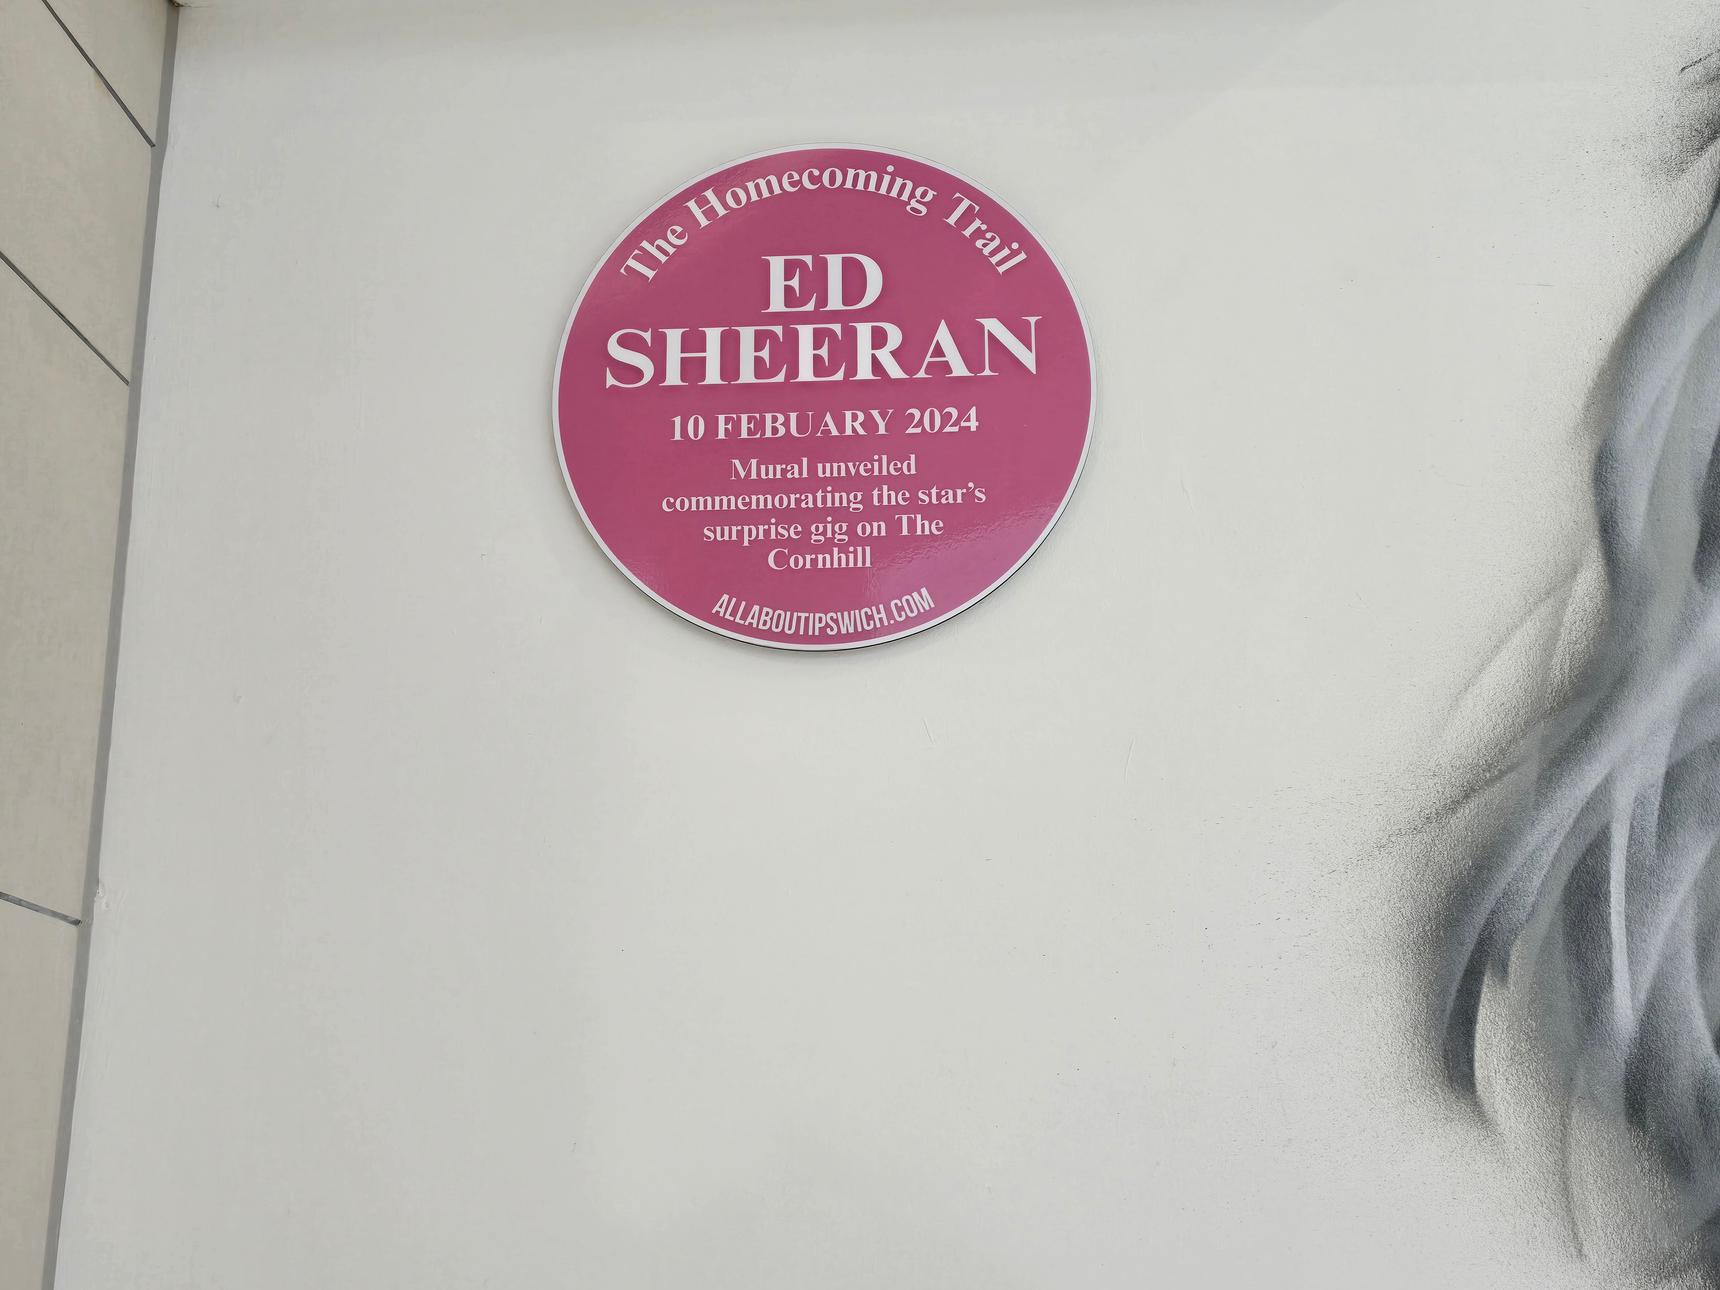 The Homecoming Trail
ED
SHEERAN
10 FEBUARY 2024
Mural unveiled
commemorating the star’s
surprise gig on The
Cornhill
ALLABOUTIPSWICH.COM